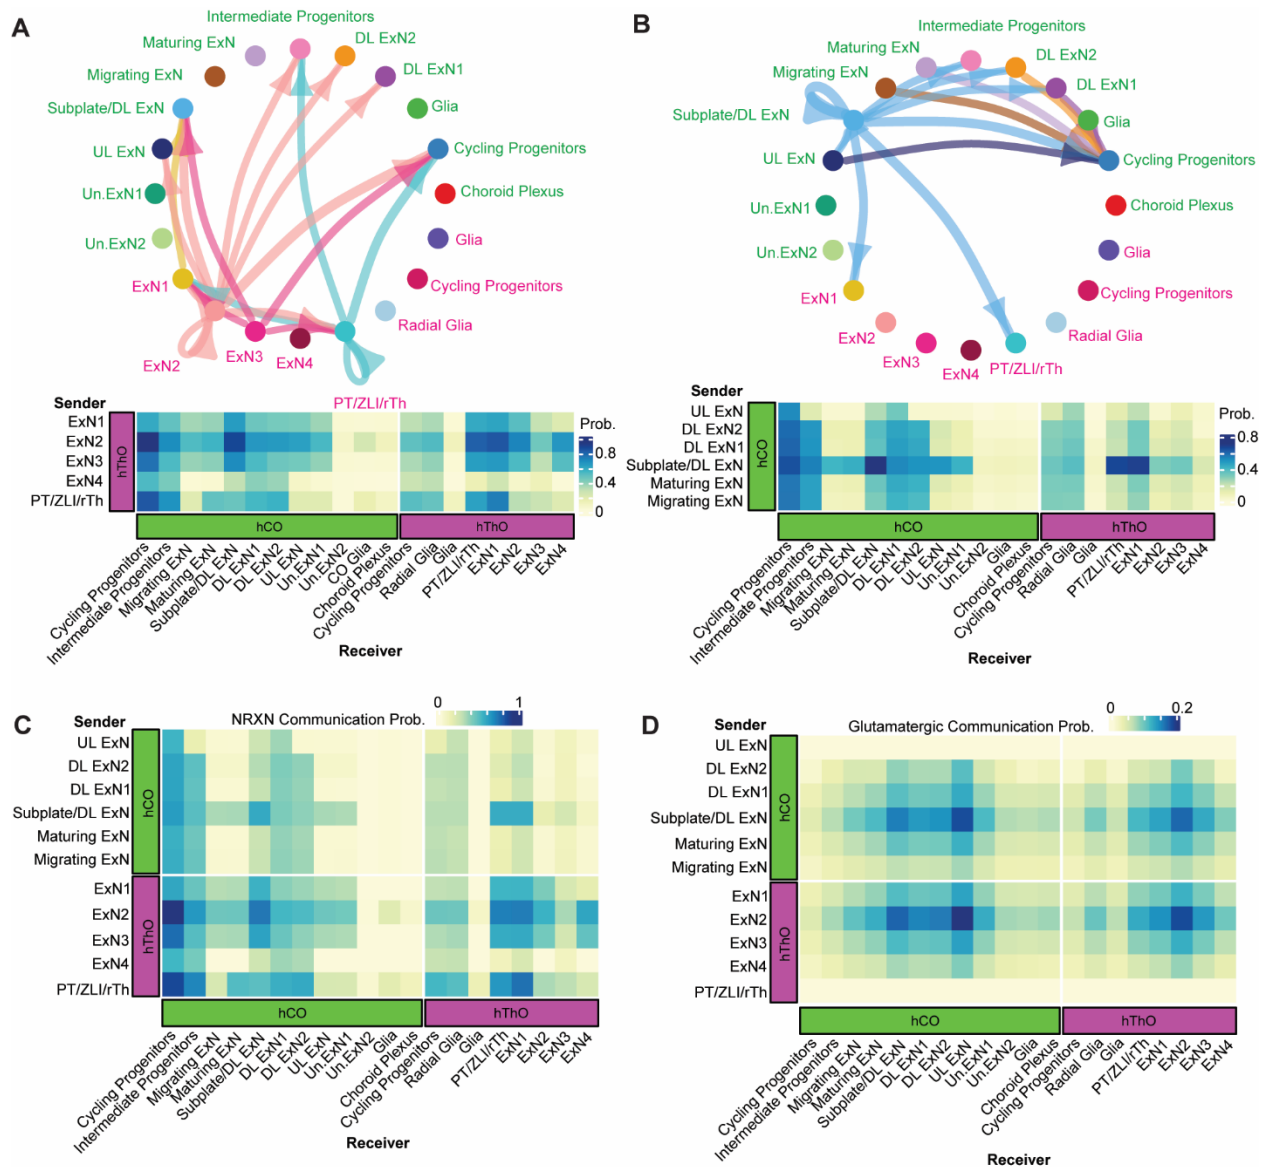 A
Intermediate Progenitors
Maturing ExN
DL ExN2
Migrating ExN
DL ExN1
Subplate/DL ExN
Glia
UL ExN
Cycling Progenitors
Un.ExN1
Choroid Plexus
Un.ExN2
Glia
ExN1
Cycling Progenitors
Radial Glia
ExN2
ExN3
ExN4
PT/ZLI/rTh
Sender
hThO
ExN1
ExN2
ExN3
ExN4
PT/ZLI/rTh
Prob.
0.8
0.4
0
hCO
hThO
Cycling Progenitors
Intermediate Progenitors
Migrating ExN
Maturing ExN
Subplate/DL ExN
DL ExN1
DL ExN2
UL ExN
Un.ExN1
Un.ExN2
CO Glia
Choroid Plexus
Cycling Progenitors
Radial Glia
Glia
PT/ZLI/rTh
ExN1
ExN2
ExN3
ExN4
Receiver
B
Intermediate Progenitors
Maturing ExN
DL ExN2
Migrating ExN
DL ExN1
Subplate/DL ExN
Glia
UL ExN
Cycling Progenitors
Un.ExN1
Choroid Plexus
Un.ExN2
Glia
ExN1
Cycling Progenitors
Radial Glia
ExN2
ExN3
ExN4
PT/ZLI/rTh
Sender
hCO
UL ExN
DL ExN2
DL ExN1
Subplate/DL ExN
Maturing ExN
Migrating ExN
Prob.
0.8
0.4
0
hCO
hThO
Cycling Progenitors
Intermediate Progenitors
Migrating ExN
Maturing ExN
Subplate/DL ExN
DL ExN1
DL ExN2
UL ExN
Un.ExN1
Un.ExN2
Glia
Choroid Plexus
Cycling Progenitors
Radial Glia
Glia
PT/ZLI/rTh
ExN1
ExN2
ExN3
ExN4
Receiver
C
Sender
NRXN Communication Prob.
0
1
hCO
UL ExN
DL ExN2
DL ExN1
Subplate/DL ExN
Maturing ExN
Migrating ExN
hThO
ExN1
ExN2
ExN3
ExN4
PT/ZLI/rTh
hCO
hThO
Cycling Progenitors
Intermediate Progenitors
Migrating ExN
Maturing ExN
Subplate/DL ExN
DL ExN1
DL ExN2
UL ExN
Un.ExN1
Un.ExN2
Glia
Choroid Plexus
Cycling Progenitors
Radial Glia
Glia
PT/ZLI/rTh
ExN1
ExN2
ExN3
ExN4
Receiver
D
Sender
Glutamatergic Communication Prob.
0
0.2
hCO
UL ExN
DL ExN2
DL ExN1
Subplate/DL ExN
Maturing ExN
Migrating ExN
hThO
ExN1
ExN2
ExN3
ExN4
PT/ZLI/rTh
hCO
hThO
Cycling Progenitors
Intermediate Progenitors
Migrating ExN
Maturing ExN
Subplate/DL ExN
DL ExN1
DL ExN2
UL ExN
Un.ExN1
Un.ExN2
Glia
Choroid Plexus
Cycling Progenitors
Radial Glia
Glia
PT/ZLI/rTh
ExN1
ExN2
ExN3
ExN4
Receiver